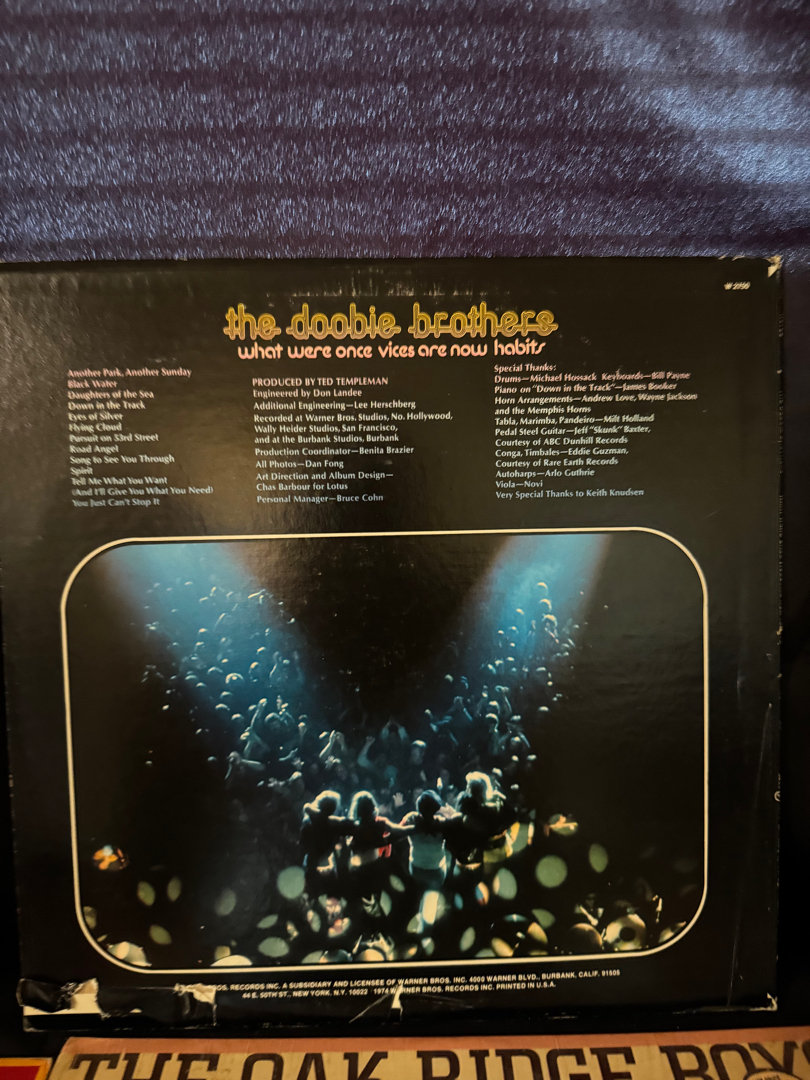 W 2750
the doobie brothers
what were once vices are now habits
Another Park, Another Sunday
Black Water
Daughters of the Sea
Down in the Track
Eyes of Silver
Flying Cloud
Pursuit on 53rd Street
Road Angel
Song to See You Through
Spirit
Tell Me What You Want
(And I'll Give You What You Need)
You Just Can't Stop It
PRODUCED BY TED TEMPLEMAN
Engineered by Don Landee
Additional Engineering—Lee Herschberg
Recorded at Warner Bros. Studios, No. Hollywood,
Wally Heider Studios, San Francisco,
and at the Burbank Studios, Burbank
Production Coordinator—Benita Brazier
All Photos—Dan Fong
Art Direction and Album Design—
Chas Barbour for Lotus
Personal Manager—Bruce Cohn
Special Thanks:
Drums—Michael Hossack Keyboards—Bill Payne
Piano on "Down in the Track"—James Booker
Horn Arrangements—Andrew Love, Wayne Jackson
and the Memphis Horns
Tabla, Marimba, Pandeiro—Milt Holland
Pedal Steel Guitar—Jeff "Skunk" Baxter,
Courtesy of ABC Dunhill Records
Conga, Timbales—Eddie Guzman,
Courtesy of Rare Earth Records
Autoharps—Arlo Guthrie
Viola—Novi
Very Special Thanks to Keith Knudsen
BROS. RECORDS INC. A SUBSIDIARY AND LICENSEE OF WARNER BROS. INC. 4000 WARNER BLVD., BURBANK, CALIF. 91505
44 E. 50TH ST., NEW YORK, N.Y. 10022 1974 WARNER BROS. RECORDS INC. PRINTED IN U.S.A.
THE OAK RIDGE BOYS